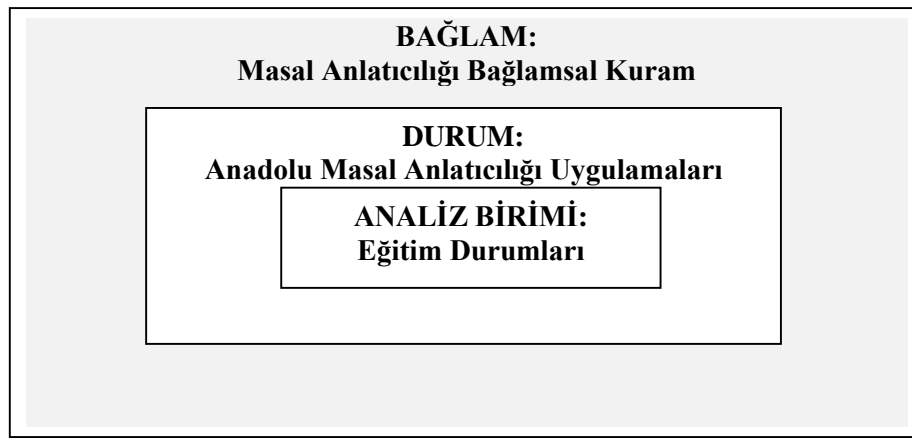 BAĞLAM:
Masal Anlatıcılığı Bağlamsal Kuram
DURUM:
Anadolu Masal Anlatıcılığı Uygulamaları
ANALİZ BİRİMİ:
Eğitim Durumları